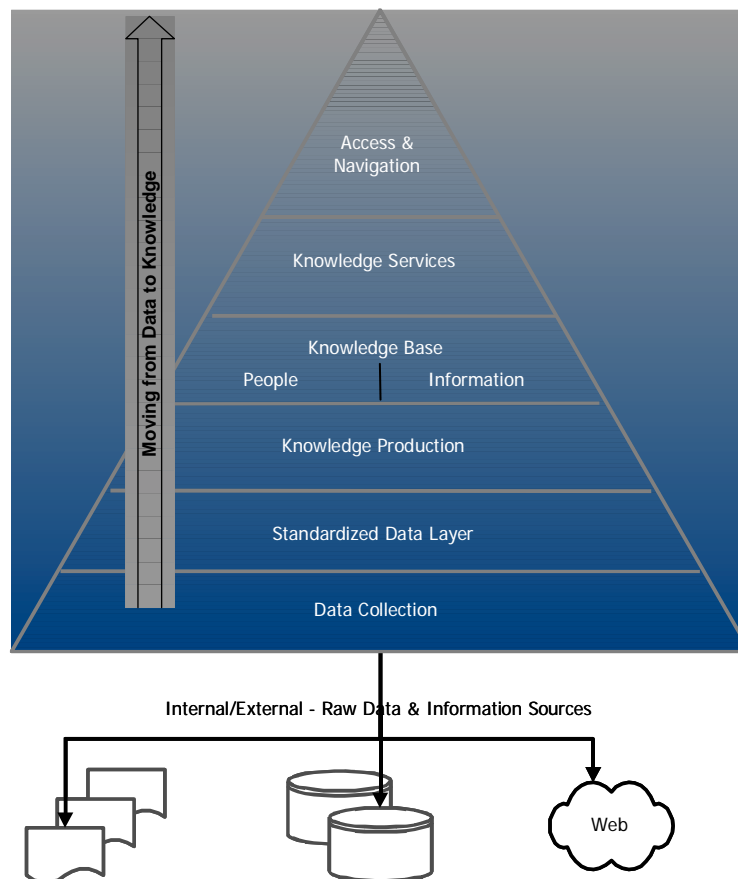 Moving from Data to Knowledge
Access &
Navigation
Knowledge Services
Knowledge Base
People
Information
Knowledge Production
Standardized Data Layer
Data Collection
Internal/External - Raw Data & Information Sources
Web